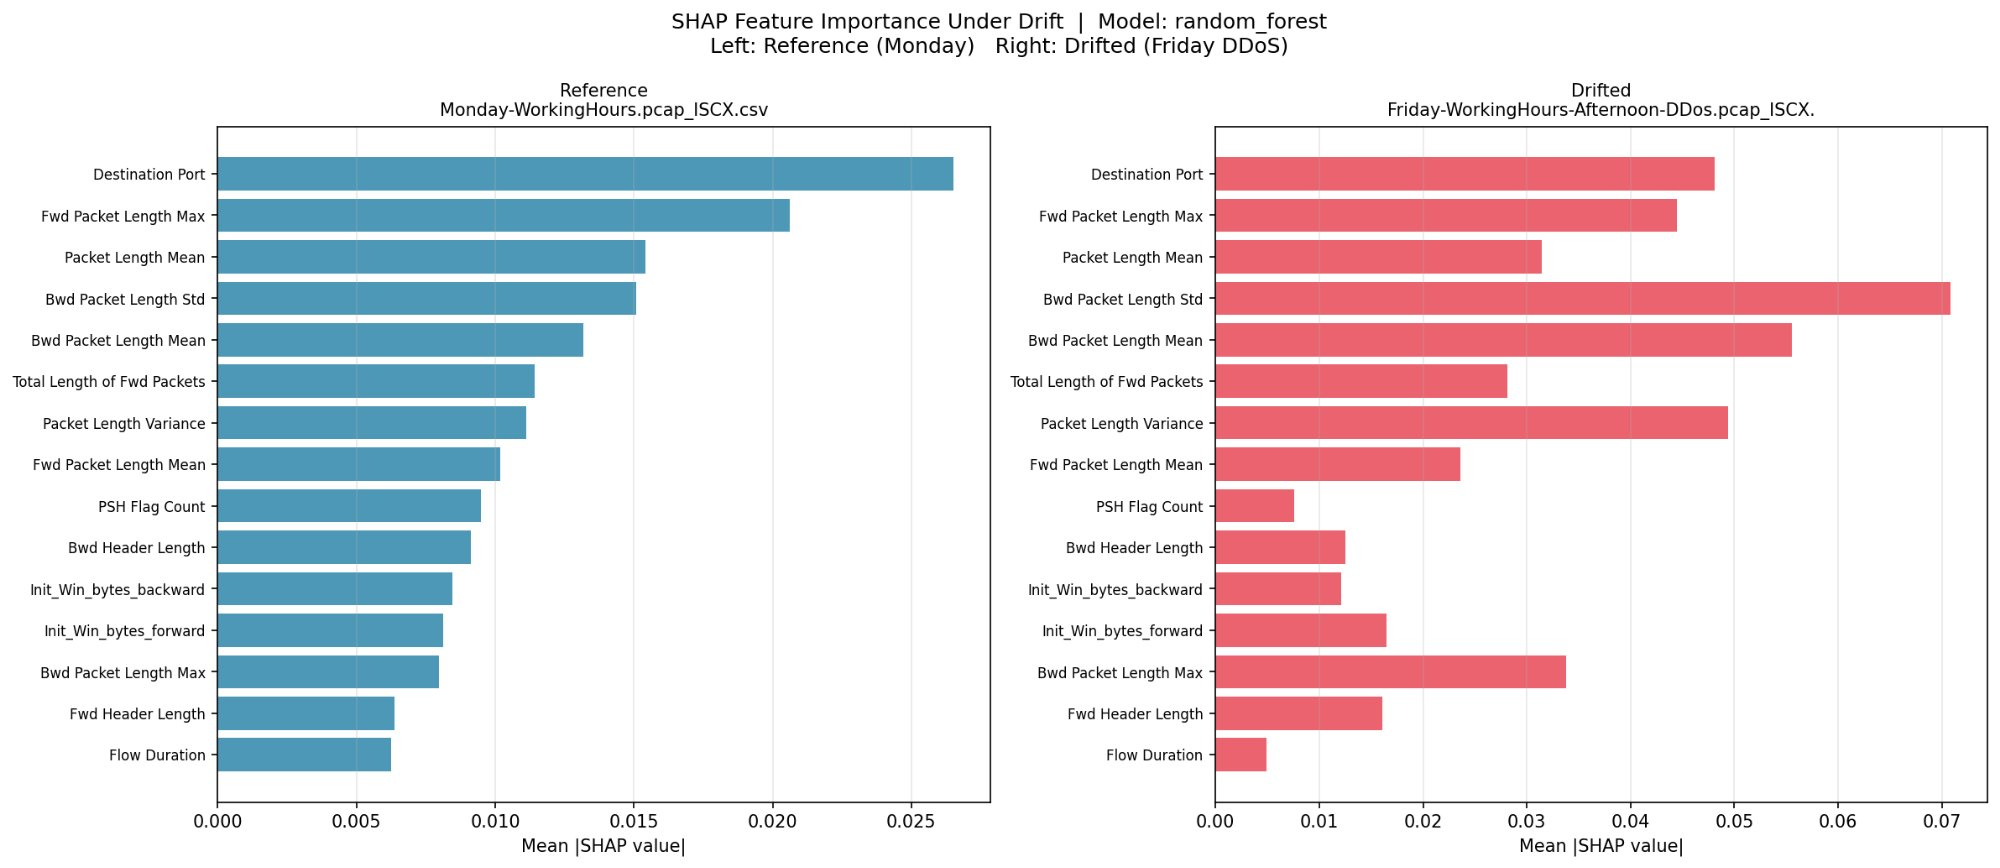 SHAP Feature Importance Under Drift | Model: random_forest
Left: Reference (Monday)   Right: Drifted (Friday DDoS)
Reference
Monday-WorkingHours.pcap_ISCX.csv
Destination Port
Fwd Packet Length Max
Packet Length Mean
Bwd Packet Length Std
Bwd Packet Length Mean
Total Length of Fwd Packets
Packet Length Variance
Fwd Packet Length Mean
PSH Flag Count
Bwd Header Length
Init_Win_bytes_backward
Init_Win_bytes_forward
Bwd Packet Length Max
Fwd Header Length
Flow Duration
0.000 0.005 0.010 0.015 0.020 0.025
Mean |SHAP value|
Drifted
Friday-WorkingHours-Afternoon-DDos.pcap_ISCX.
Destination Port
Fwd Packet Length Max
Packet Length Mean
Bwd Packet Length Std
Bwd Packet Length Mean
Total Length of Fwd Packets
Packet Length Variance
Fwd Packet Length Mean
PSH Flag Count
Bwd Header Length
Init_Win_bytes_backward
Init_Win_bytes_forward
Bwd Packet Length Max
Fwd Header Length
Flow Duration
0.00 0.01 0.02 0.03 0.04 0.05 0.06 0.07
Mean |SHAP value|